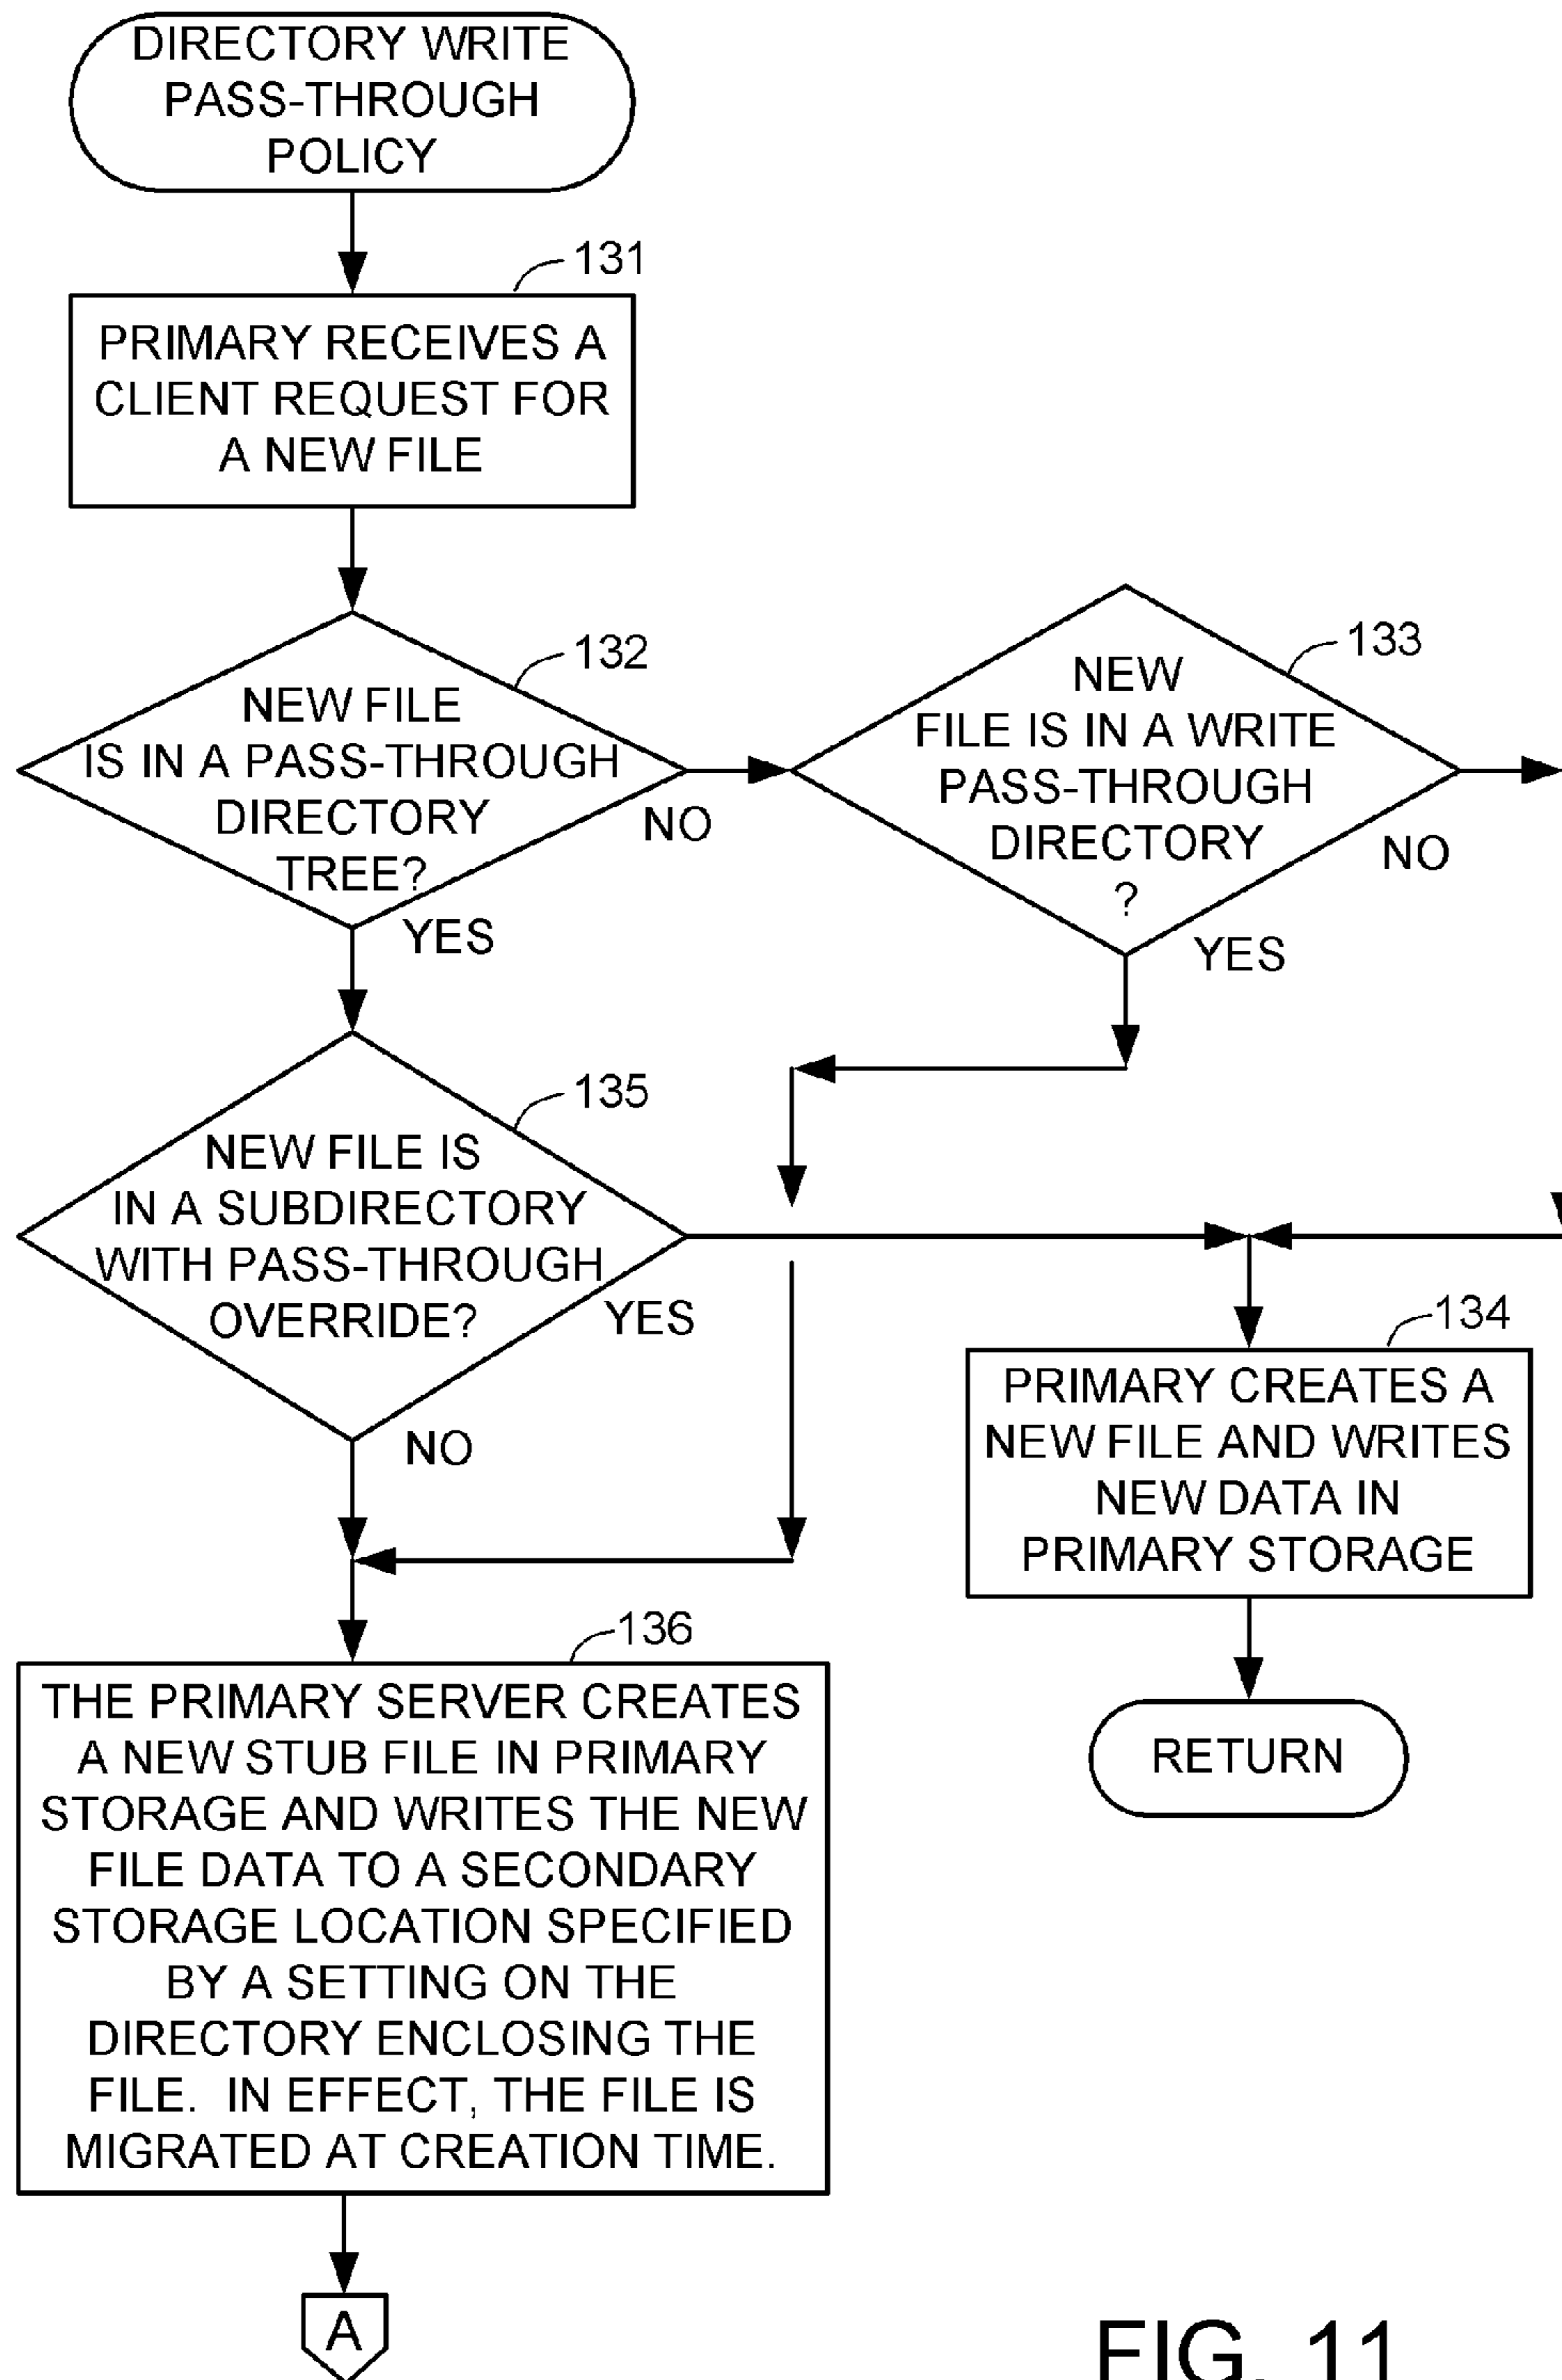 DIRECTORY WRITE
PASS-THROUGH
POLICY
131
PRIMARY RECEIVES A
CLIENT REQUEST FOR
A NEW FILE
132
NEW FILE
IS IN A PASS-THROUGH
DIRECTORY
TREE?
NO
YES
133
NEW
FILE IS IN A WRITE
PASS-THROUGH
DIRECTORY
?
NO
YES
135
NEW FILE IS
IN A SUBDIRECTORY
WITH PASS-THROUGH
OVERRIDE?
YES
NO
134
PRIMARY CREATES A
NEW FILE AND WRITES
NEW DATA IN
PRIMARY STORAGE
RETURN
136
THE PRIMARY SERVER CREATES
A NEW STUB FILE IN PRIMARY
STORAGE AND WRITES THE NEW
FILE DATA TO A SECONDARY
STORAGE LOCATION SPECIFIED
BY A SETTING ON THE
DIRECTORY ENCLOSING THE
FILE.  IN EFFECT, THE FILE IS
MIGRATED AT CREATION TIME.
A
FIG. 11